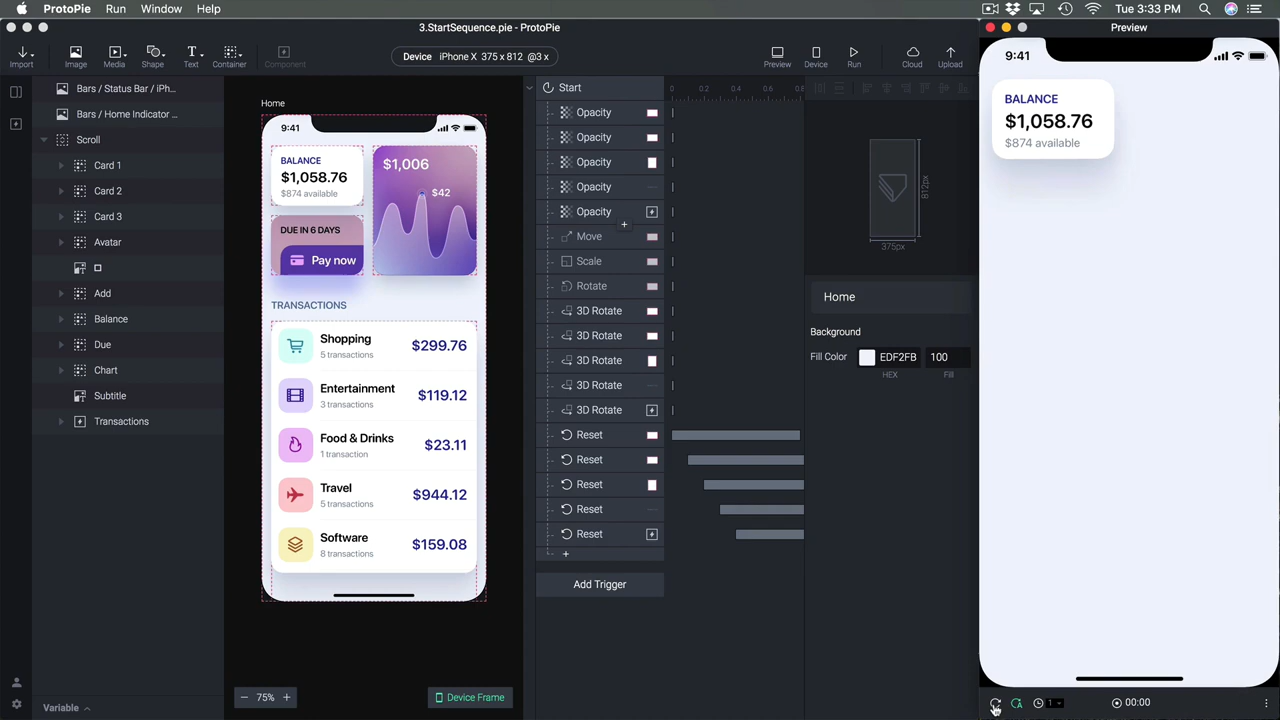 ProtoPie Run Window Help
Tue 3:33 PM
3.StartSequence.pie - ProtoPie
Preview
Import
Image
Media
Shape
Text
Container
Component
Device iPhone X 375 x 812 @3 x
Preview
Device
Run
Cloud
Upload
Bars / Status Bar / iPh...
Bars / Home Indicator ...
Scroll
Card 1
Card 2
Card 3
Avatar
Add
Balance
Due
Chart
Subtitle
Transactions
Variable
Home
9:41
BALANCE
$1,058.76
$874 available
$1,006
$42
DUE IN 6 DAYS
Pay now
TRANSACTIONS
Shopping
5 transactions
$299.76
Entertainment
3 transactions
$119.12
Food & Drinks
1 transaction
$23.11
Travel
5 transactions
$944.12
Software
8 transactions
$159.08
75%
Device Frame
Start
0 0.2 0.4 0.6 0.8
Opacity
Opacity
Opacity
Opacity
Opacity
Move
Scale
Rotate
3D Rotate
3D Rotate
3D Rotate
3D Rotate
3D Rotate
Reset
Reset
Reset
Reset
Reset
Add Trigger
812px
375px
Home
Background
Fill Color EDF2FB 100
HEX Fill
9:41
BALANCE
$1,058.76
$874 available
1
00:00